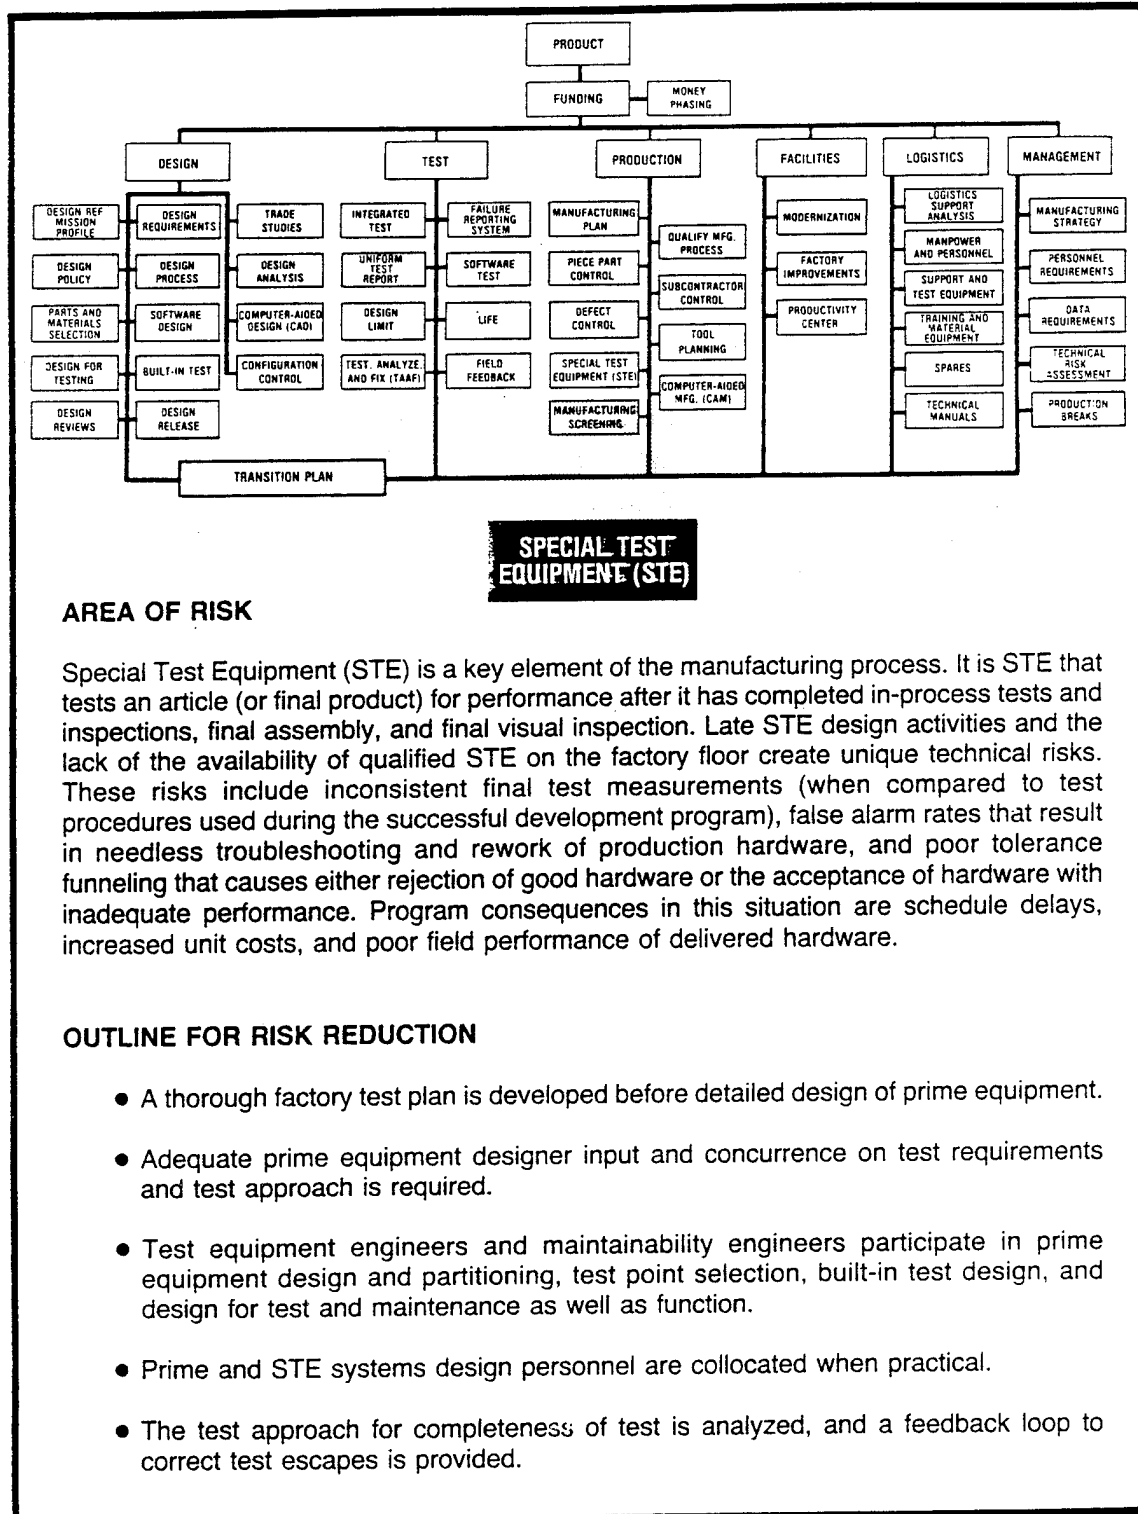 PRODUCT
FUNDING
MONEY
PHASING
DESIGN
TEST
PRODUCTION
FACILITIES
LOGISTICS
MANAGEMENT
DESIGN REF
MISSION
PROFILE
DESIGN
POLICY
PARTS AND
MATERIALS
SELECTION
DESIGN FOR
TESTING
DESIGN
REVIEWS
DESIGN
REQUIREMENTS
DESIGN
PROCESS
SOFTWARE
DESIGN
BUILT-IN TEST
DESIGN
RELEASE
TRADE
STUDIES
DESIGN
ANALYSIS
COMPUTER-AIDED
DESIGN (CAD)
CONFIGURATION
CONTROL
INTEGRATED
TEST
UNIFORM
TEST
REPORT
DESIGN
LIMIT
TEST. ANALYZE.
AND FIX (TAAF)
FAILURE
REPORTING
SYSTEM
SOFTWARE
TEST
LIFE
FIELD
FEEDBACK
MANUFACTURING
PLAN
PIECE PART
CONTROL
DEFECT
CONTROL
SPECIAL TEST
EQUIPMENT (STE)
MANUFACTURING
SCREENING
QUALIFY MFG.
PROCESS
SUBCONTRACTOR
CONTROL
TOOL
PLANNING
COMPUTER-AIDED
MFG. (CAM)
MODERNIZATION
FACTORY
IMPROVEMENTS
PRODUCTIVITY
CENTER
LOGISTICS
SUPPORT
ANALYSIS
MANPOWER
AND PERSONNEL
SUPPORT AND
TEST EQUIPMENT
TRAINING AND
MATERIAL
EQUIPMENT
SPARES
TECHNICAL
MANUALS
MANUFACTURING
STRATEGY
PERSONNEL
REQUIREMENTS
DATA
REQUIREMENTS
TECHNICAL
RISK
ASSESSMENT
PRODUCTION
BREAKS
TRANSITION PLAN
SPECIAL TEST
EQUIPMENT (STE)
AREA OF RISK
Special Test Equipment (STE) is a key element of the manufacturing process. It is STE that
tests an article (or final product) for performance after it has completed in-process tests and
inspections, final assembly, and final visual inspection. Late STE design activities and the
lack of the availability of qualified STE on the factory floor create unique technical risks.
These risks include inconsistent final test measurements (when compared to test
procedures used during the successful development program), false alarm rates that result
in needless troubleshooting and rework of production hardware, and poor tolerance
funneling that causes either rejection of good hardware or the acceptance of hardware with
inadequate performance. Program consequences in this situation are schedule delays,
increased unit costs, and poor field performance of delivered hardware.
OUTLINE FOR RISK REDUCTION
● A thorough factory test plan is developed before detailed design of prime equipment.
● Adequate prime equipment designer input and concurrence on test requirements
and test approach is required.
● Test equipment engineers and maintainability engineers participate in prime
equipment design and partitioning, test point selection, built-in test design, and
design for test and maintenance as well as function.
● Prime and STE systems design personnel are collocated when practical.
● The test approach for completeness of test is analyzed, and a feedback loop to
correct test escapes is provided.